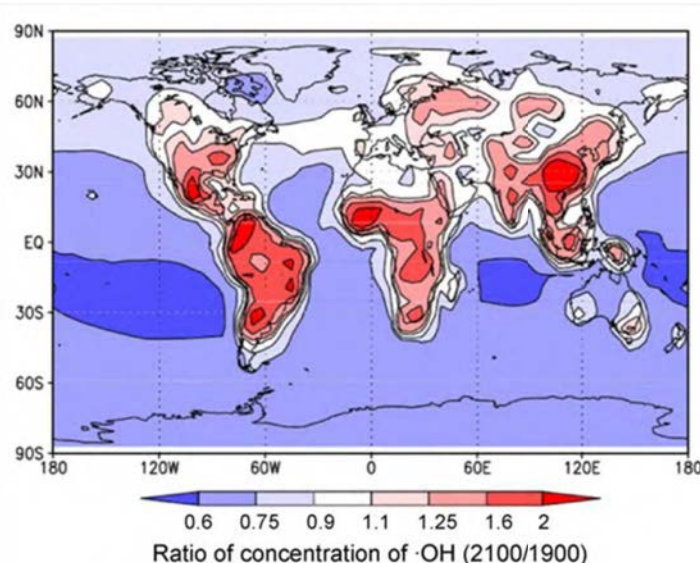 90N
60N
30N
EQ
30S
60S
90S
180 120W 60W 0 60E 120E 180
0.6 0.75 0.9 1.1 1.25 1.6 2
Ratio of concentration of ·OH (2100/1900)